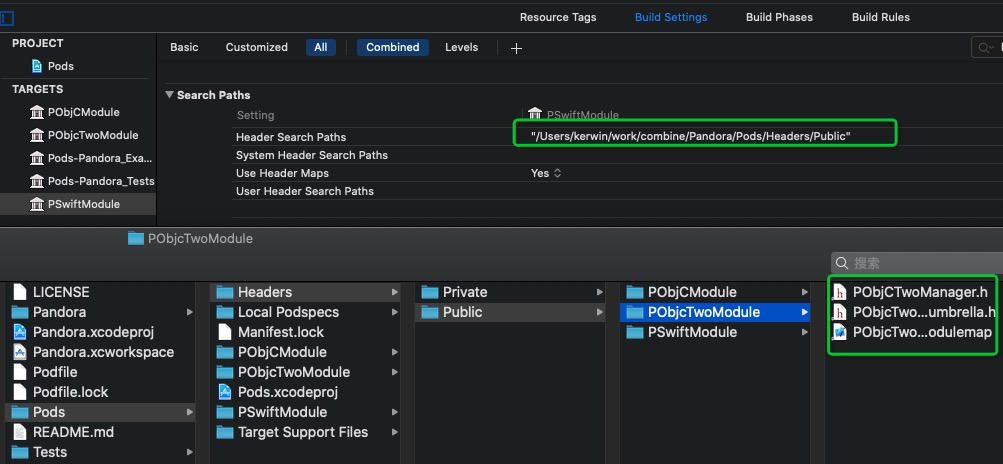 Resource Tags Build Settings Build Phases Build Rules
PROJECT
Pods
TARGETS
PObjCModule
PObjcTwoModule
Pods-Pandora_Exa...
Pods-Pandora_Tests
PSwiftModule
Basic Customized All Combined Levels +
Search Paths
Setting PSwiftModule
Header Search Paths "/Users/kerwin/work/combine/Pandora/Pods/Headers/Public"
System Header Search Paths
Use Header Maps Yes
User Header Search Paths
PObjcTwoModule
搜索
LICENSE
Pandora
Pandora.xcodeproj
Pandora.xcworkspace
Podfile
Podfile.lock
Pods
README.md
Tests
Headers
Local Podspecs
Manifest.lock
PObjCModule
PObjcTwoModule
Pods.xcodeproj
PSwiftModule
Target Support Files
Private
Public
PObjCModule
PObjcTwoModule
PSwiftModule
PObjCTwoManager.h
PObjcTwo...umbrella.h
PObjcTwo...odulemap